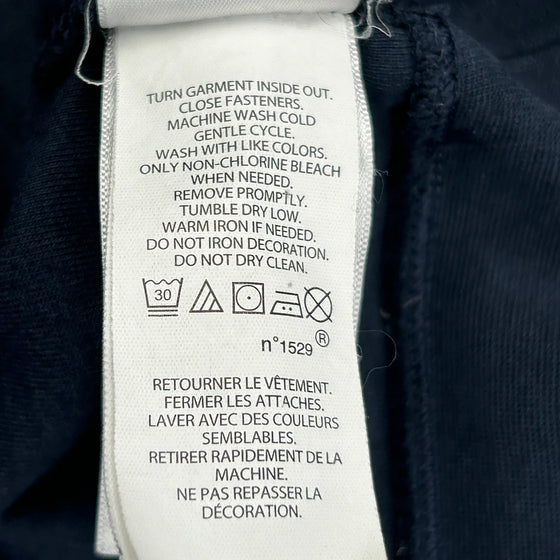 TURN GARMENT INSIDE OUT.
CLOSE FASTENERS.
MACHINE WASH COLD
GENTLE CYCLE.
WASH WITH LIKE COLORS.
ONLY NON-CHLORINE BLEACH
WHEN NEEDED.
REMOVE PROMPTLY.
TUMBLE DRY LOW.
WARM IRON IF NEEDED.
DO NOT IRON DECORATION.
DO NOT DRY CLEAN.
30
n°1529®
RETOURNER LE VÊTEMENT.
FERMER LES ATTACHES.
LAVER AVEC DES COULEURS
SEMBLABLES.
RETIRER RAPIDEMENT DE LA
MACHINE.
NE PAS REPASSER LA
DÉCORATION.